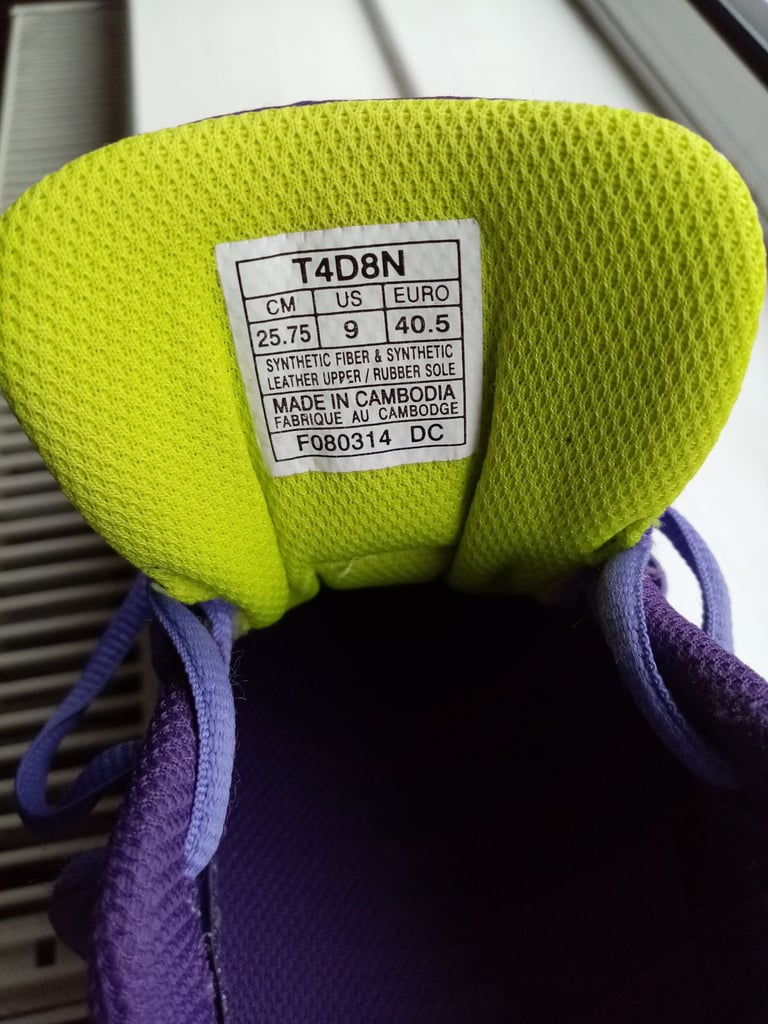 T4D8N
CM US EURO
25.75 9 40.5
SYNTHETIC FIBER & SYNTHETIC
LEATHER UPPER / RUBBER SOLE
MADE IN CAMBODIA
FABRIQUE AU CAMBODGE
F080314 DC